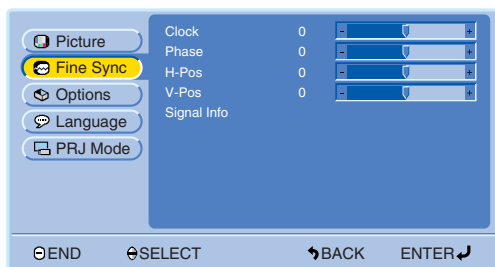 Picture
Fine Sync
Options
Language
PRJ Mode
Clock 0 - +
Phase 0 - +
H-Pos 0 - +
V-Pos 0 - +
Signal Info
END SELECT BACK ENTER